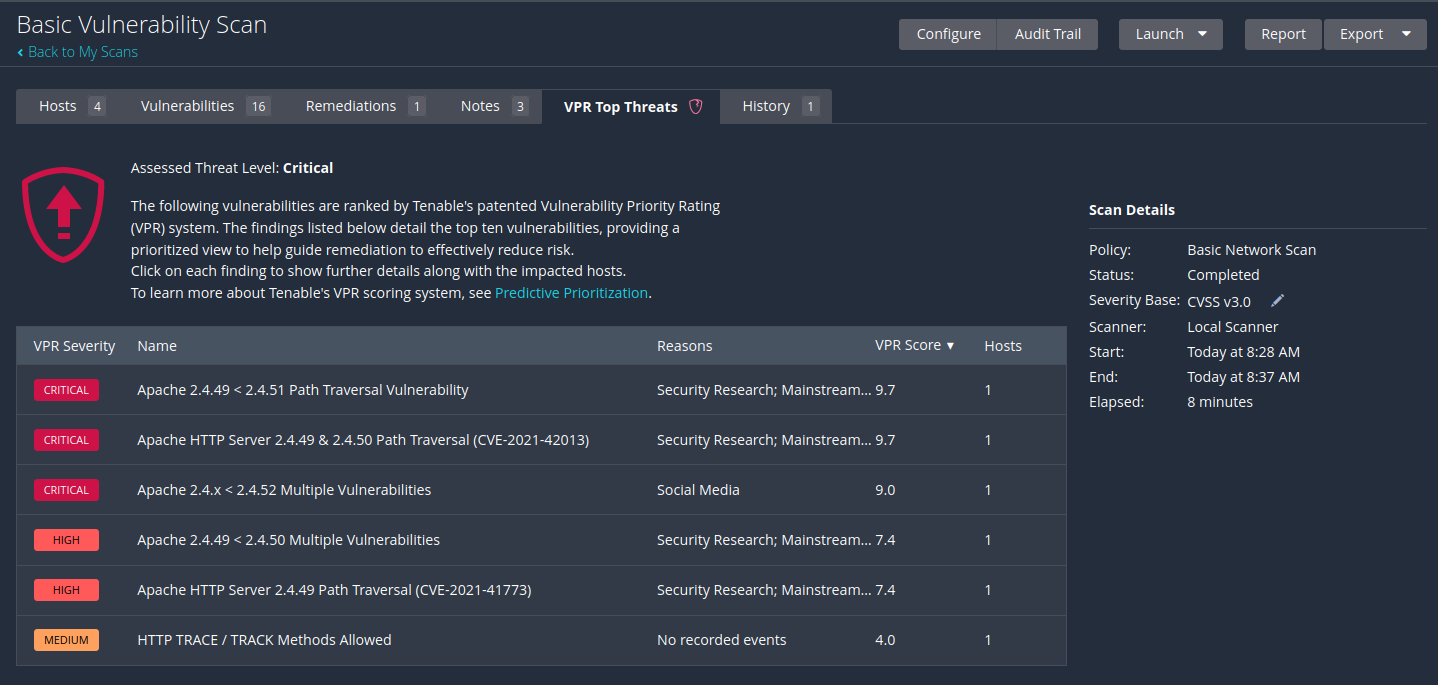 Basic Vulnerability Scan
‹ Back to My Scans
Configure Audit Trail Launch Report Export
Hosts 4 Vulnerabilities 16 Remediations 1 Notes 3 VPR Top Threats History 1
Assessed Threat Level: Critical
The following vulnerabilities are ranked by Tenable's patented Vulnerability Priority Rating
(VPR) system. The findings listed below detail the top ten vulnerabilities, providing a
prioritized view to help guide remediation to effectively reduce risk.
Click on each finding to show further details along with the impacted hosts.
To learn more about Tenable's VPR scoring system, see Predictive Prioritization.
VPR Severity Name Reasons VPR Score ▼ Hosts
CRITICAL Apache 2.4.49 < 2.4.51 Path Traversal Vulnerability Security Research; Mainstream... 9.7 1
CRITICAL Apache HTTP Server 2.4.49 & 2.4.50 Path Traversal (CVE-2021-42013) Security Research; Mainstream... 9.7 1
CRITICAL Apache 2.4.x < 2.4.52 Multiple Vulnerabilities Social Media 9.0 1
HIGH Apache 2.4.49 < 2.4.50 Multiple Vulnerabilities Security Research; Mainstream... 7.4 1
HIGH Apache HTTP Server 2.4.49 Path Traversal (CVE-2021-41773) Security Research; Mainstream... 7.4 1
MEDIUM HTTP TRACE / TRACK Methods Allowed No recorded events 4.0 1
Scan Details
Policy: Basic Network Scan
Status: Completed
Severity Base: CVSS v3.0
Scanner: Local Scanner
Start: Today at 8:28 AM
End: Today at 8:37 AM
Elapsed: 8 minutes